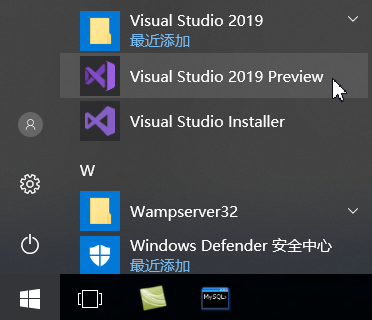 Visual Studio 2019
最近添加
Visual Studio 2019 Preview
Visual Studio Installer
W
Wampserver32
Windows Defender 安全中心
最近添加
MySQL: